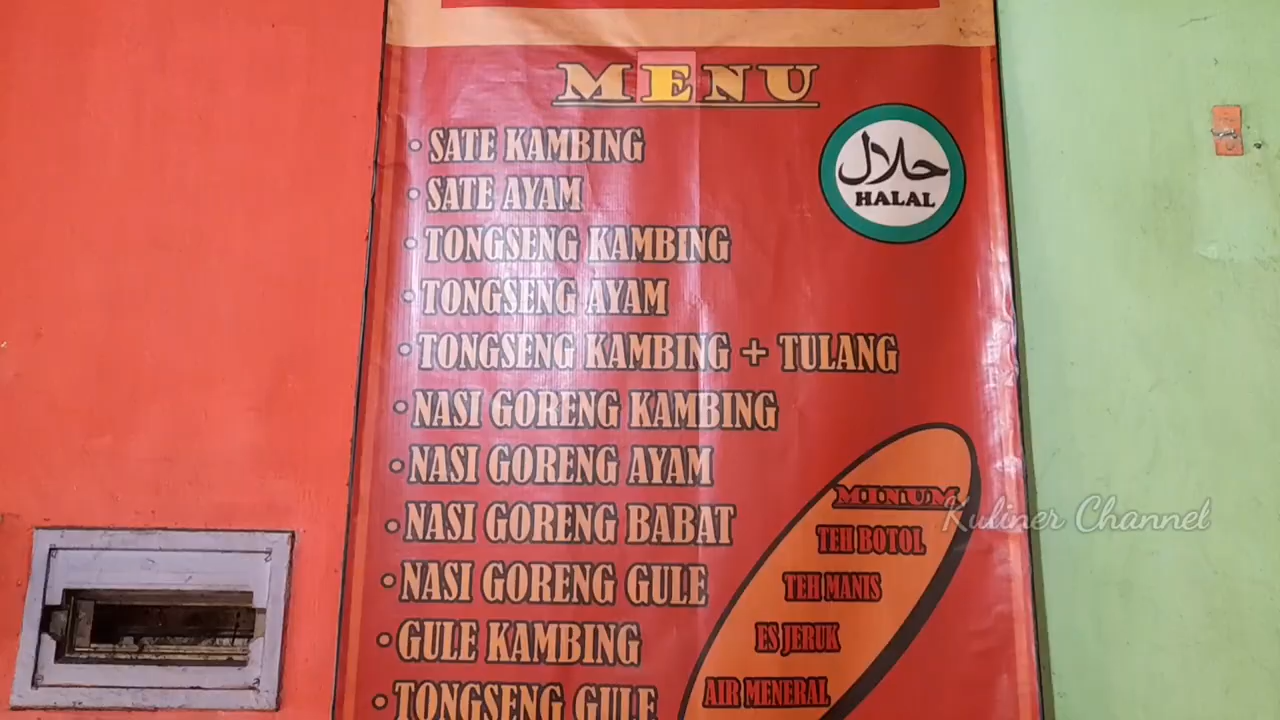 MENU
حلال
HALAL
• SATE KAMBING
• SATE AYAM
• TONGSENG KAMBING
• TONGSENG AYAM
• TONGSENG KAMBING + TULANG
• NASI GORENG KAMBING
• NASI GORENG AYAM
• NASI GORENG BABAT
• NASI GORENG GULE
• GULE KAMBING
• TONGSENG GULE
MINUM
TEH BOTOL
TEH MANIS
ES JERUK
AIR MENERAL
Kuliner Channel